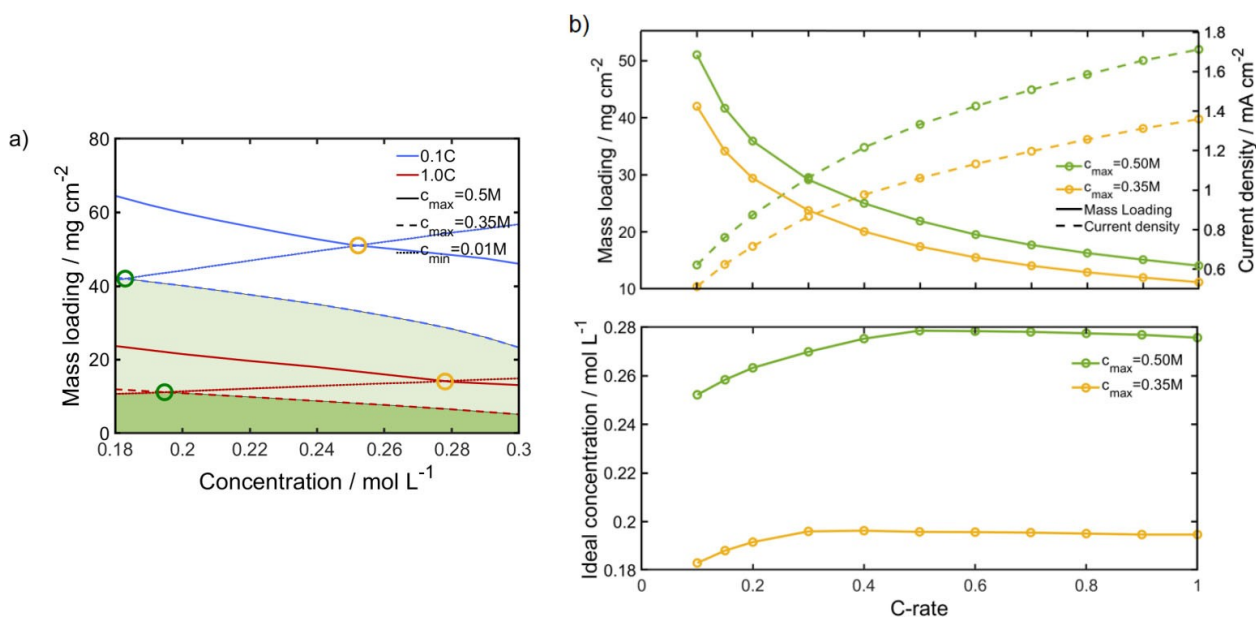 a)
80
60
40
20
0
Mass loading / mg cm⁻²
0.1C
1.0C
c_max=0.5M
c_max=0.35M
c_min=0.01M
0.18 0.2 0.22 0.24 0.26 0.28 0.3
Concentration / mol L⁻¹
b)
50
40
30
20
10
Mass loading / mg cm⁻²
1.8
1.6
1.4
1.2
1
0.8
0.6
Current density / mA cm⁻²
c_max=0.50M
c_max=0.35M
Mass Loading
Current density
0.28
0.26
0.24
0.22
0.2
0.18
Ideal concentration / mol L⁻¹
c_max=0.50M
c_max=0.35M
0 0.2 0.4 0.6 0.8 1
C-rate